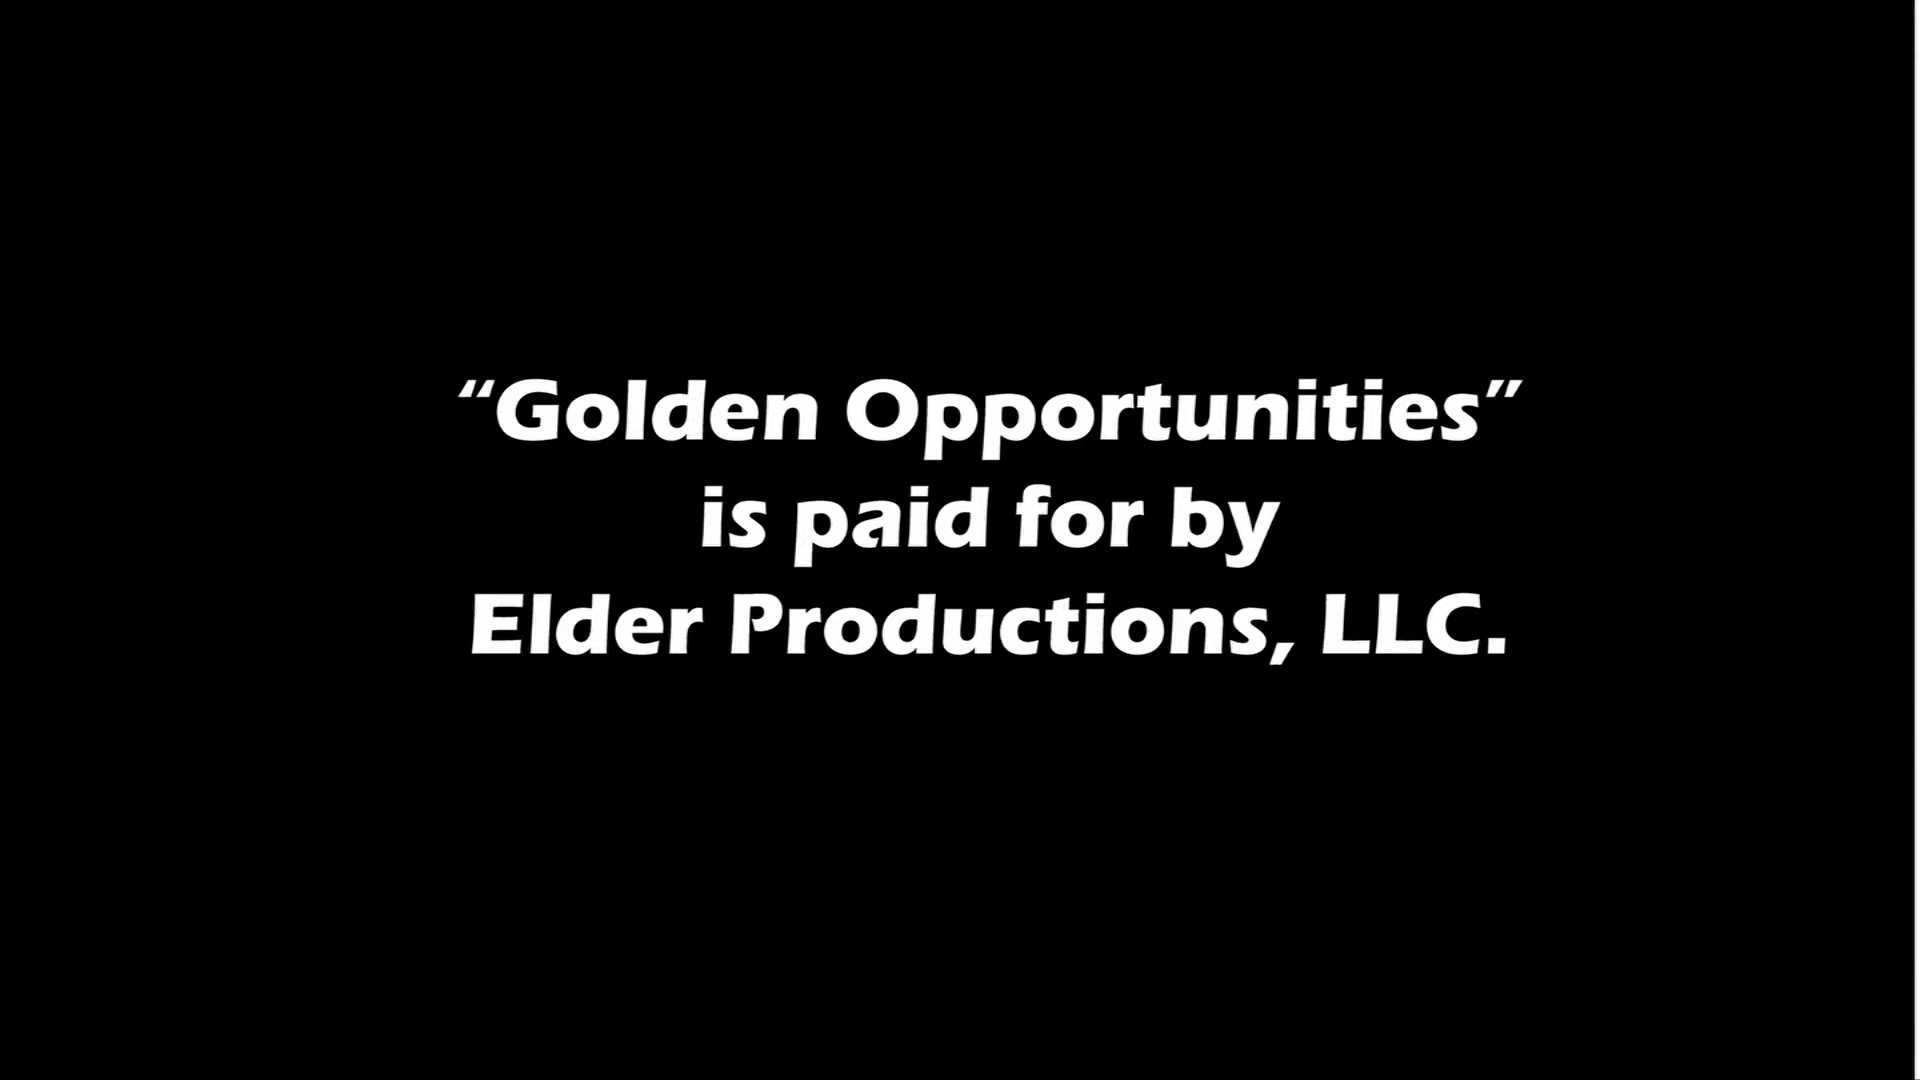 “Golden Opportunities”
is paid for by
Elder Productions, LLC.